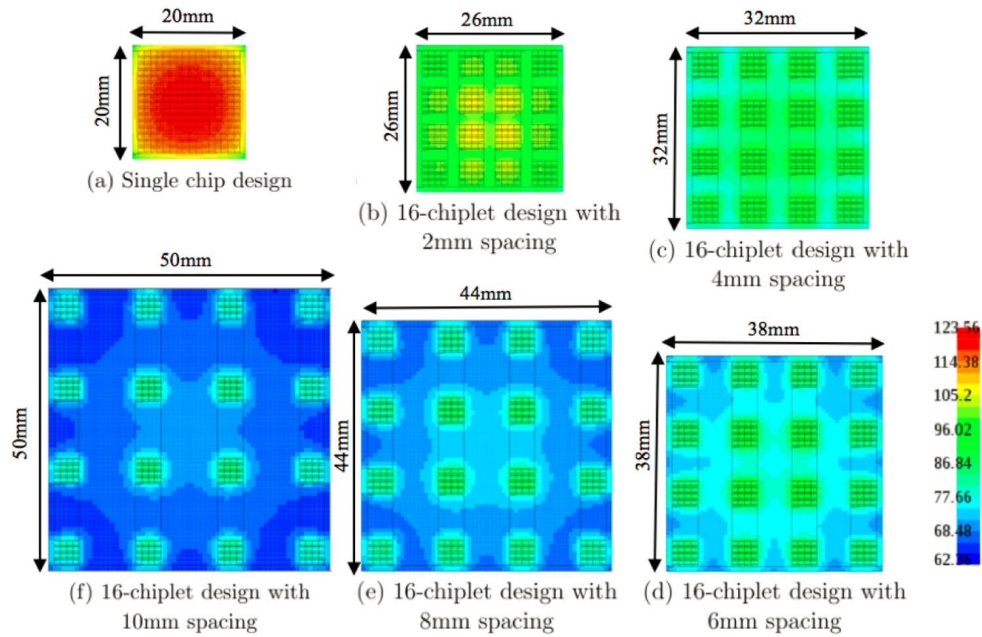 20mm
20mm
(a) Single chip design
26mm
26mm
(b) 16-chiplet design with
2mm spacing
32mm
32mm
(c) 16-chiplet design with
4mm spacing
50mm
50mm
(f) 16-chiplet design with
10mm spacing
44mm
44mm
(e) 16-chiplet design with
8mm spacing
38mm
38mm
(d) 16-chiplet design with
6mm spacing
123.56
114.38
105.2
96.02
86.84
77.66
68.48
62.36